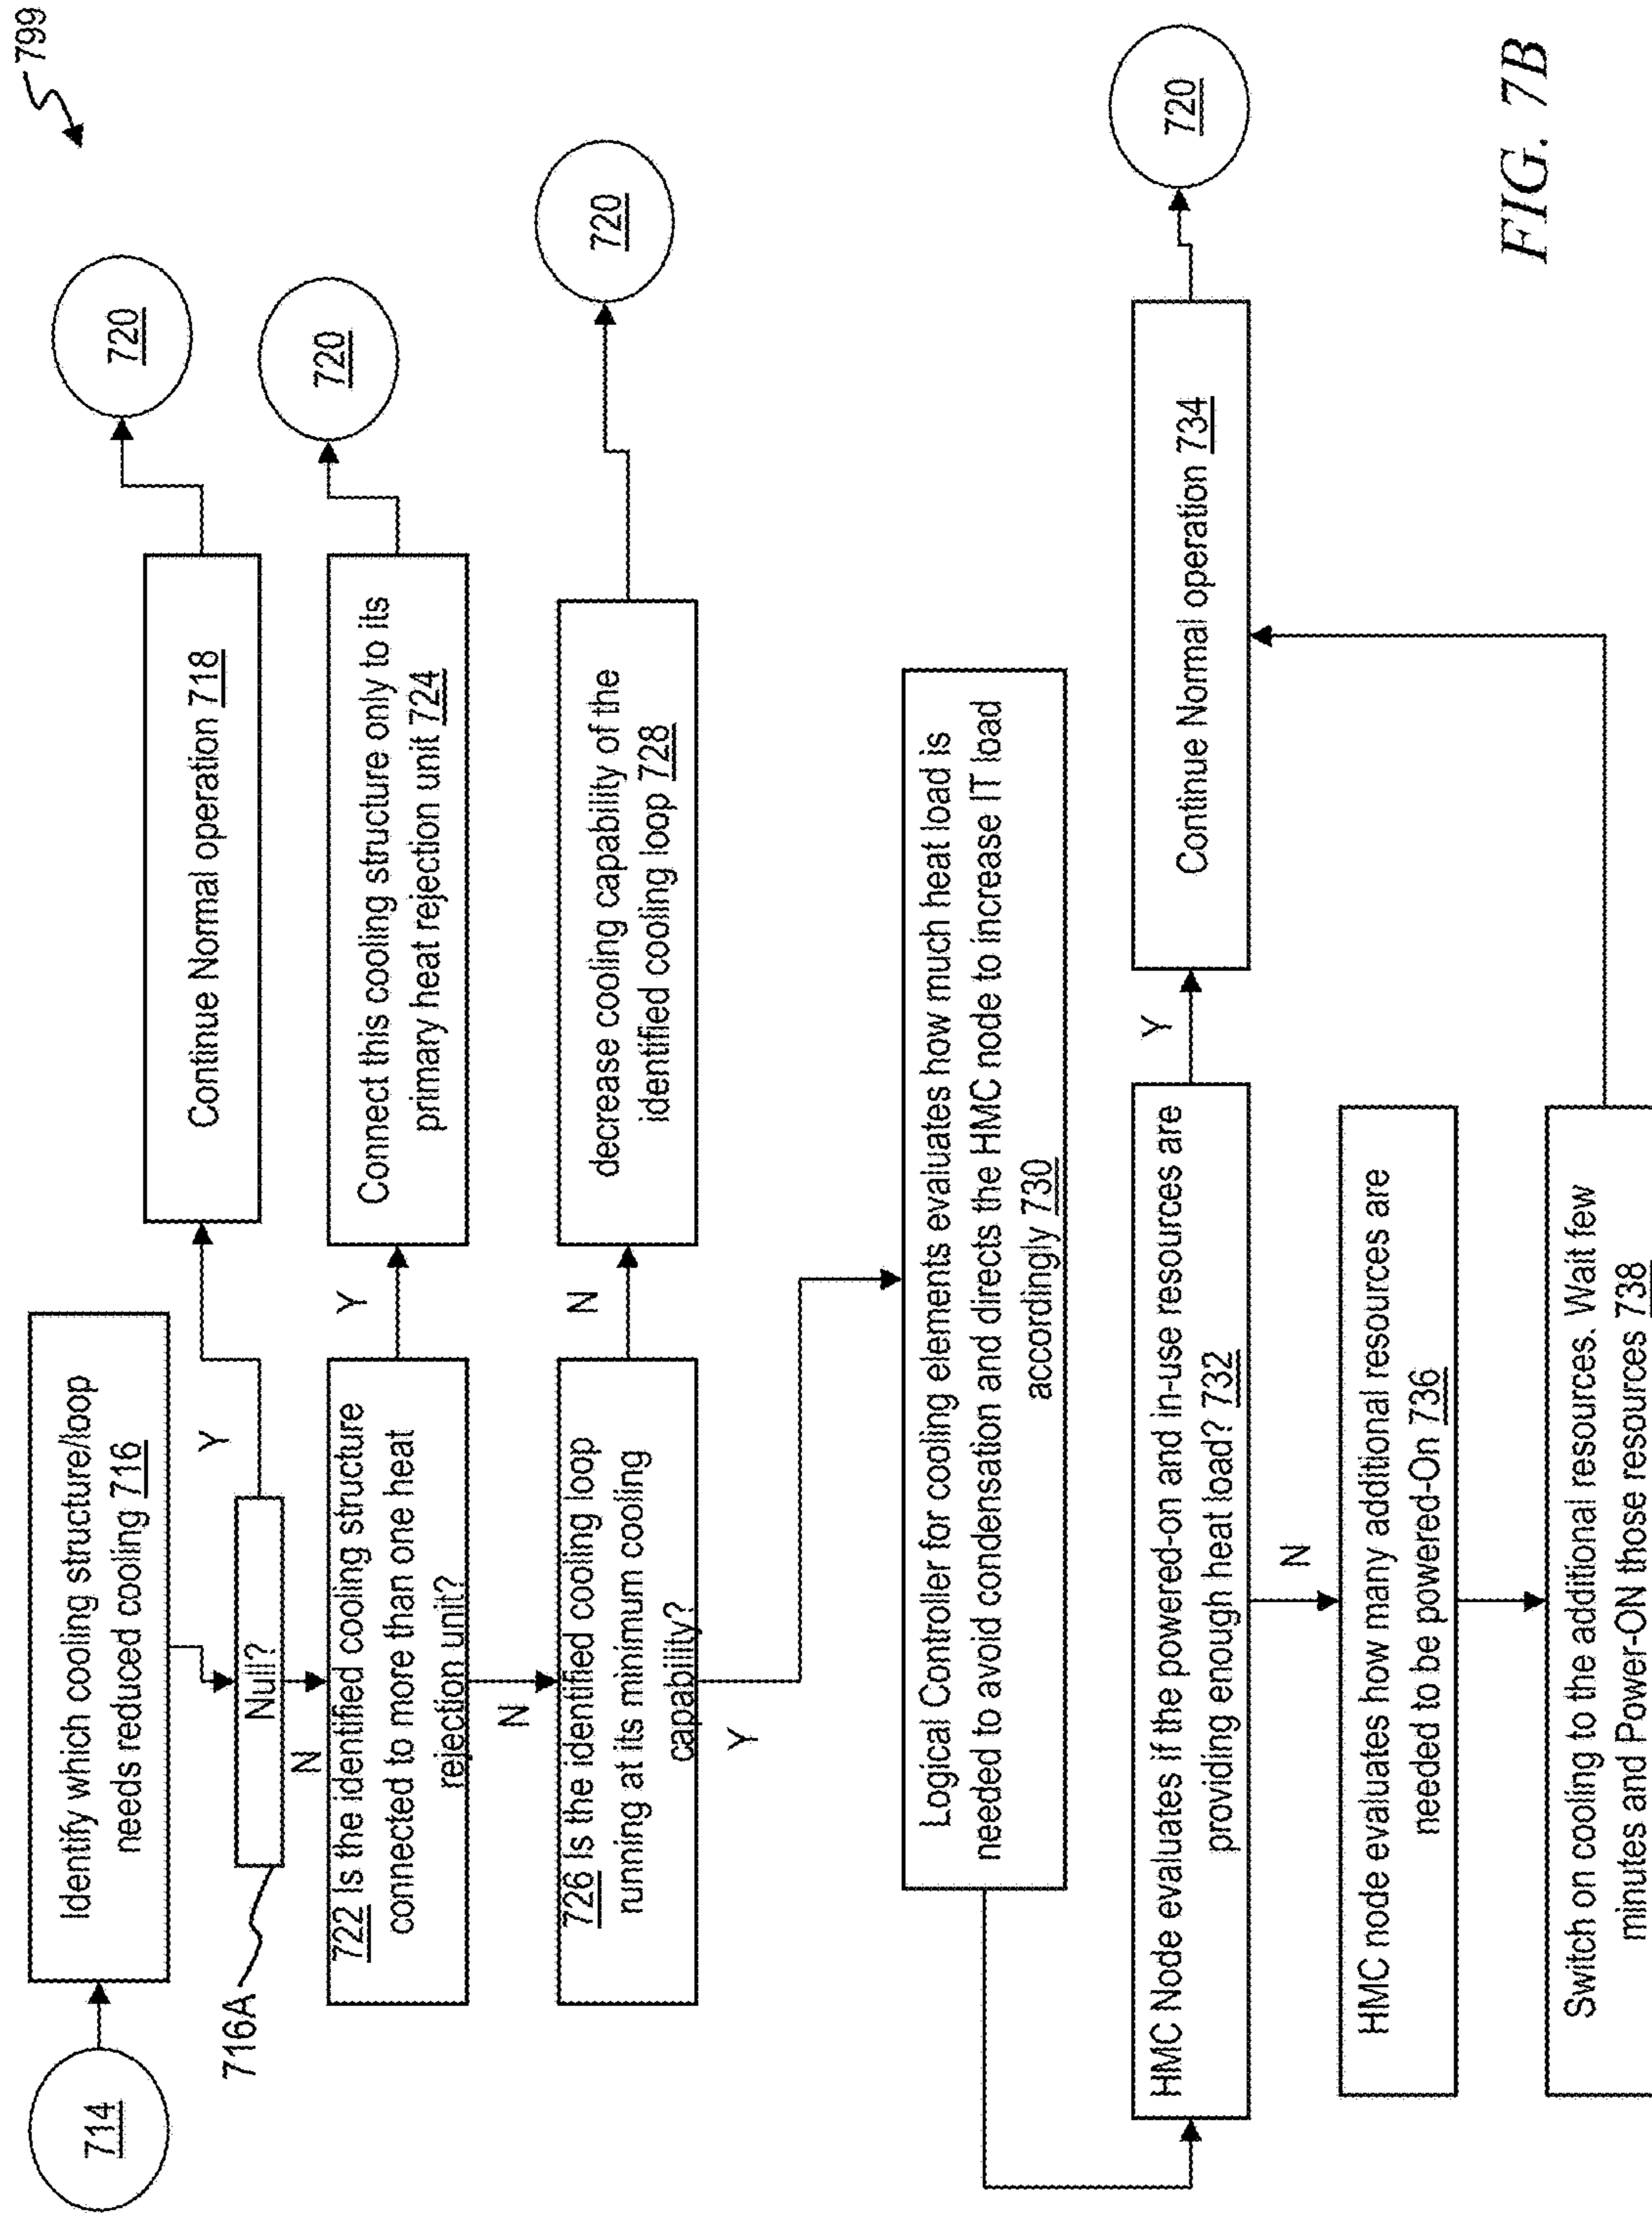 799
714
Identify which cooling structure/loop
needs reduced cooling 716
716A
Null?
Y
Continue Normal operation 718
720
N
722 Is the identified cooling structure
connected to more than one heat
rejection unit?
Y
Connect this cooling structure only to its
primary heat rejection unit 724
720
N
726 Is the identified cooling loop
running at its minimum cooling
capability?
N
decrease cooling capability of the
identified cooling loop 728
720
Y
Logical Controller for cooling elements evaluates how much heat load is
needed to avoid condensation and directs the HMC node to increase IT load
accordingly 730
HMC Node evaluates if the powered-on and in-use resources are
providing enough heat load? 732
Y
Continue Normal operation 734
720
N
HMC node evaluates how many additional resources are
needed to be powered-On 736
Switch on cooling to the additional resources. Wait few
minutes and Power-ON those resources 738
FIG. 7B